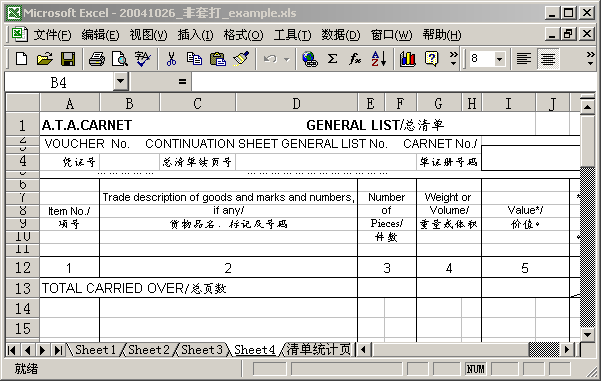 Microsoft Excel - 20041026_非套打_example.xls
文件(F) 编辑(E) 视图(V) 插入(I) 格式(O) 工具(T) 数据(D) 窗口(W) 帮助(H)
8
B4 =
A B C D E F G H I J
1 A.T.A.CARNET GENERAL LIST/总清单
2
VOUCHER No. CONTINUATION SHEET GENERAL LIST No. CARNET No./
4 凭证号 总清单续页号 单证册号码
6
7 Trade description of goods and marks and numbers, Number Weight or
8 Item No./ if any/ of Volume/ Value*/
9 项号 货物品名、标记及号码 Pieces/ 重量或体积 价值*
10 件数
11
12 1 2 3 4 5
13 TOTAL CARRIED OVER/总页数
14
15
Sheet1 Sheet2 Sheet3 Sheet4 清单统计页
就绪 NUM